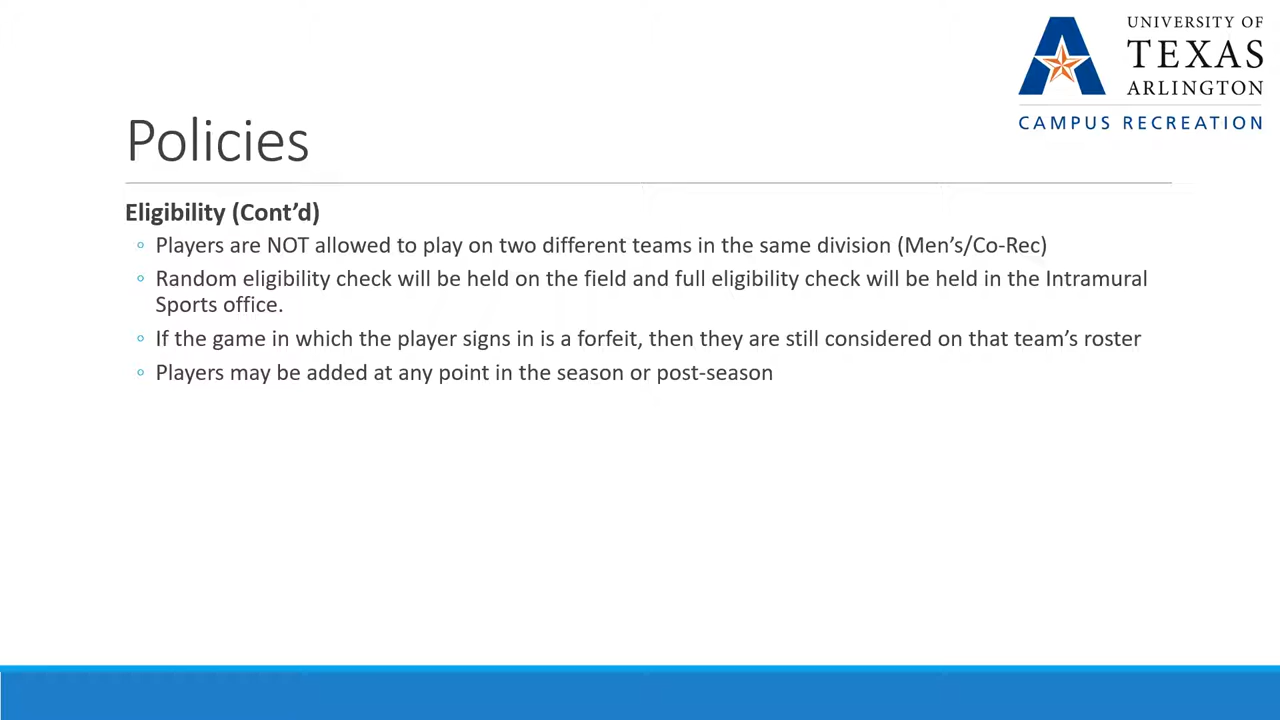 UNIVERSITY OF
TEXAS
ARLINGTON
CAMPUS RECREATION
Policies
Eligibility (Cont’d)
◦ Players are NOT allowed to play on two different teams in the same division (Men’s/Co-Rec)
◦ Random eligibility check will be held on the field and full eligibility check will be held in the Intramural
Sports office.
◦ If the game in which the player signs in is a forfeit, then they are still considered on that team’s roster
◦ Players may be added at any point in the season or post-season